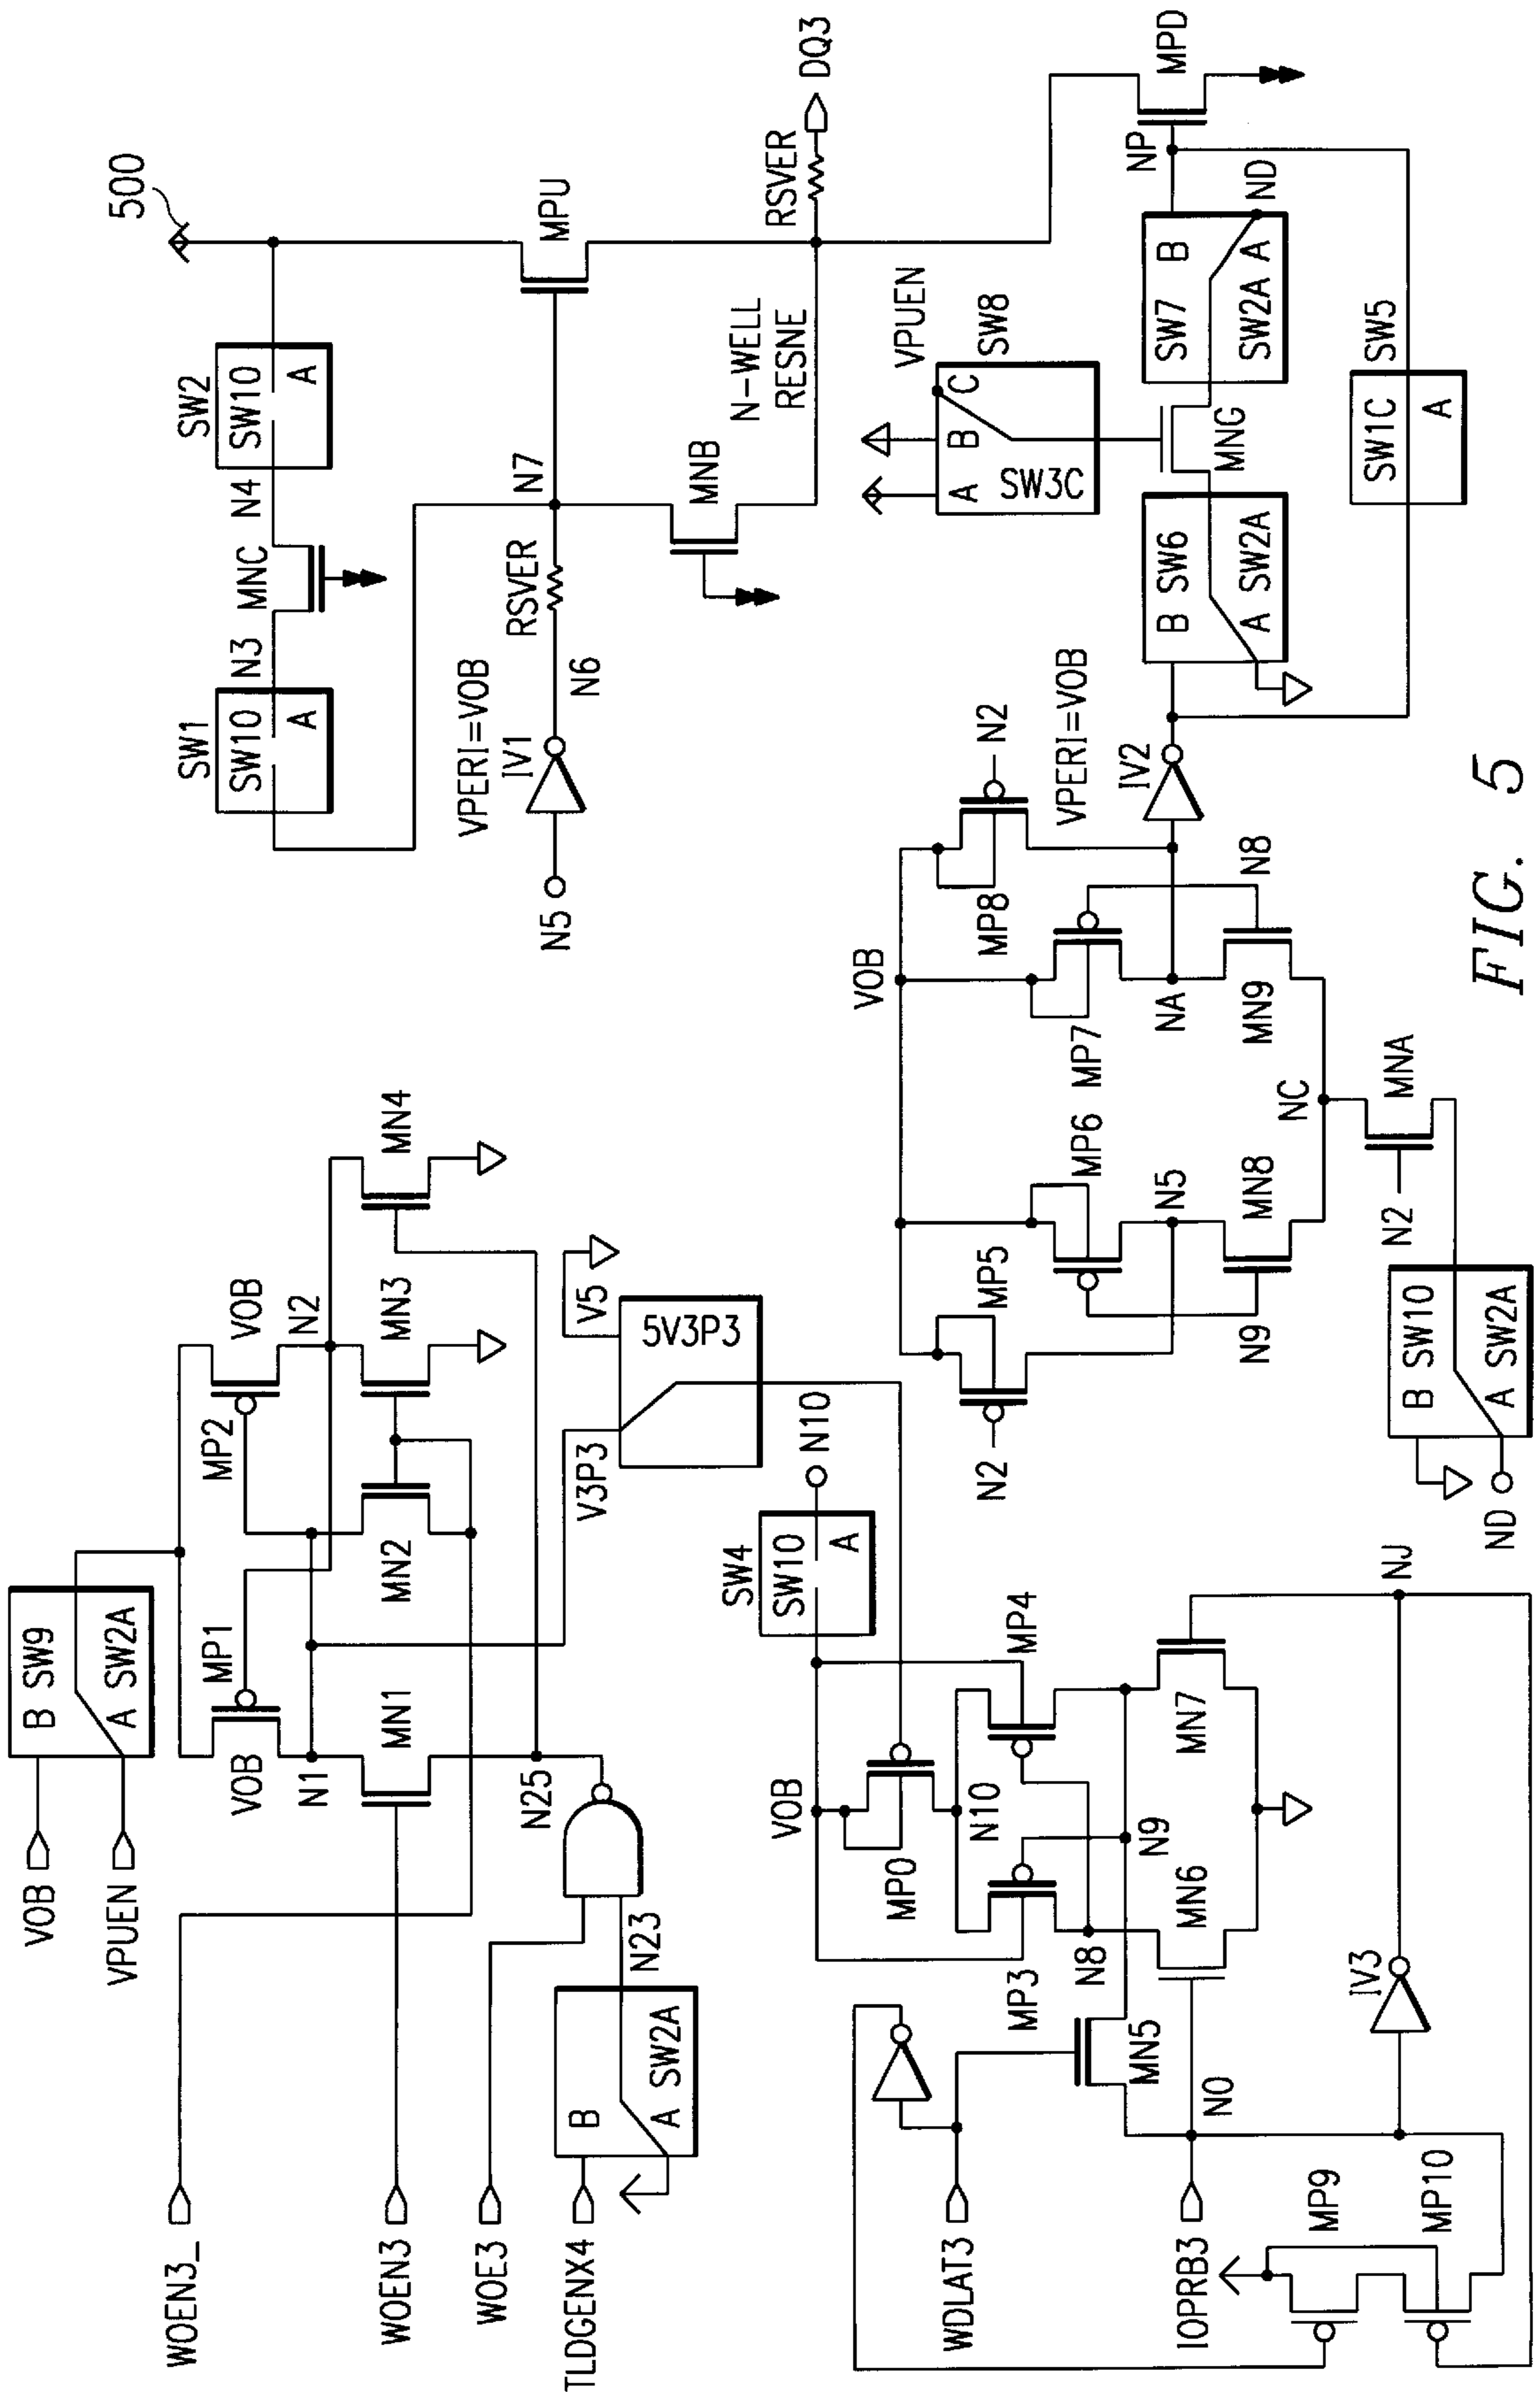 WOEN3_
WOEN3
WOE3
TLDGENX4
VOB
VPUEN
B SW9
A SW2A
MP1
VOB
N1
MN1
N25
MP2
VOB
N2
MN2
MN3
MN4
B
A SW2A
N23
V3P3
V5
5V3P3
WDLAT3
IOPRB3
MP9
MP10
N0
IV3
NJ
MN5
MP3
N8
MN6
N9
MN7
MP0
N10
VOB
MP4
SW4
SW10
A
N10
N2
MP5
N9
MP6
N5
MN8
VOB
MP7
NA
MN9
N8
MP8
N2
NC
MNA
N2
B SW10
A SW2A
ND
VPERI=VOB
IV2
B SW6
A SW2A
MNG
SW7 B
SW2A A
ND
NP
MPD
SW1C
A
SW5
A B C
SW3C
SW8
VPUEN
N5
IV1
VPERI=VOB
N6
RSVER
N7
MNB
N-WELL
RESNE
MPU
SW1
SW10
A
N3
MNC
N4
SW2
SW10
A
500
RSVER
DQ3
FIG. 5